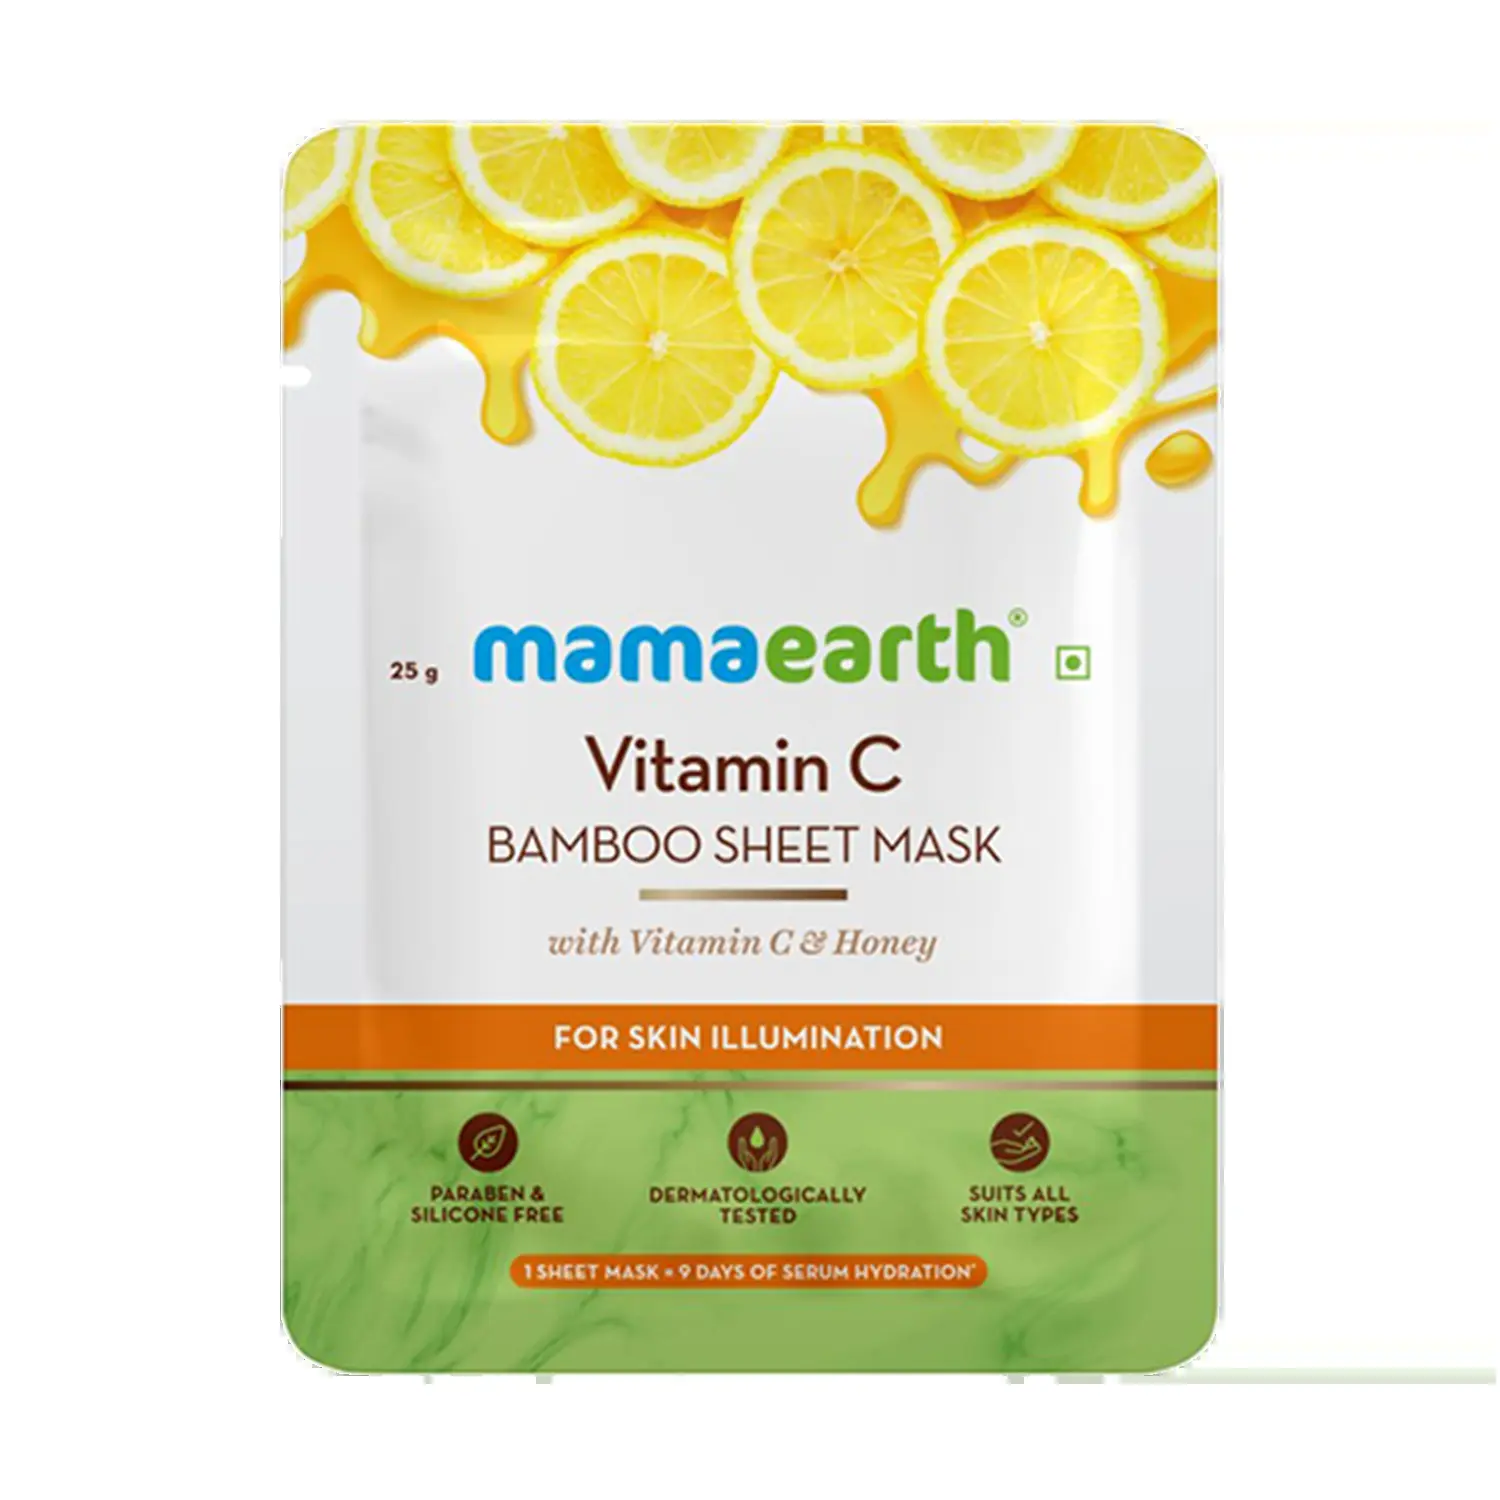 mamaearth®
25 g
Vitamin C
BAMBOO SHEET MASK
with Vitamin C & Honey
FOR SKIN ILLUMINATION
PARABEN &
SILICONE FREE
DERMATOLOGICALLY
TESTED
SUITS ALL
SKIN TYPES
1 SHEET MASK = 9 DAYS OF SERUM HYDRATION*